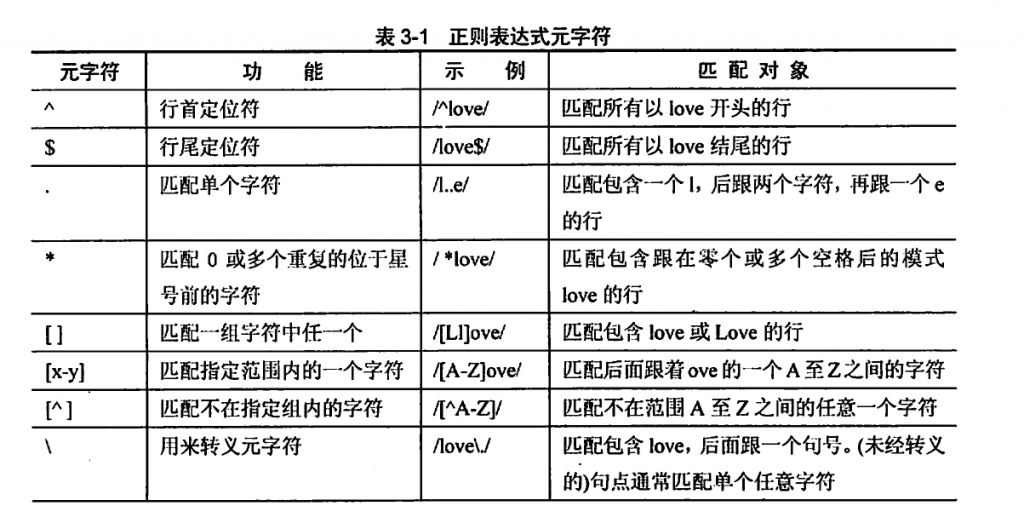 表 3-1 正则表达式元字符
元字符 功 能 示 例 匹 配 对 象
^ 行首定位符 /^love/ 匹配所有以 love 开头的行
$ 行尾定位符 /love$/ 匹配所有以 love 结尾的行
. 匹配单个字符 /l..e/ 匹配包含一个 l，后跟两个字符，再跟一个 e
的行
* 匹配 0 或多个重复的位于星 / *love/ 匹配包含跟在零个或多个空格后的模式
号前的字符 love 的行
[ ] 匹配一组字符中任一个 /[Ll]ove/ 匹配包含 love 或 Love 的行
[x-y] 匹配指定范围内的一个字符 /[A-Z]ove/ 匹配后面跟着 ove 的一个 A 至 Z 之间的字符
[^ ] 匹配不在指定组内的字符 /[^A-Z]/ 匹配不在范围 A 至 Z 之间的任意一个字符
\ 用来转义元字符 /love\./ 匹配包含 love，后面跟一个句号。(未经转义
的)句点通常匹配单个任意字符